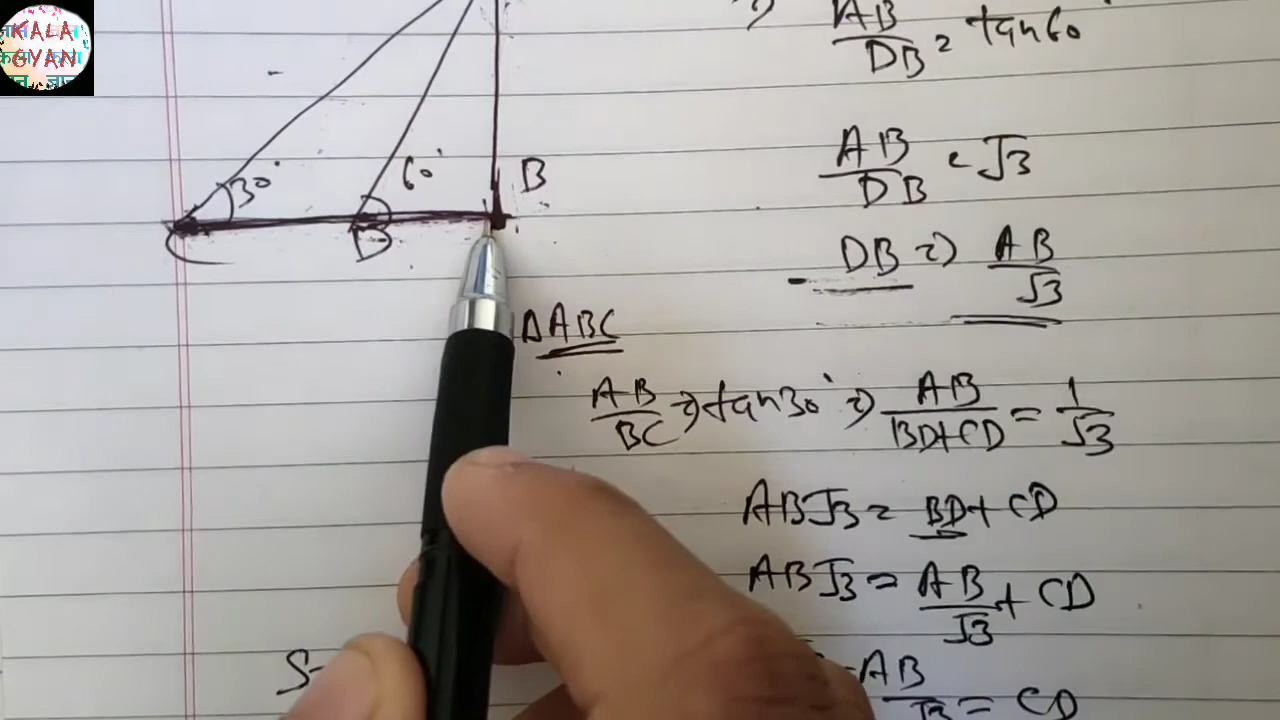 KALA
GYAN
AB/DB = tan60°
AB/DB = √3
DB => AB/√3
30°
60°
B
C
D
ΔABC
AB/BC => tan30° => AB/BD+CD = 1/√3
AB√3 = BD+CD
AB√3 = AB/√3 + CD
-AB/√3 = CD